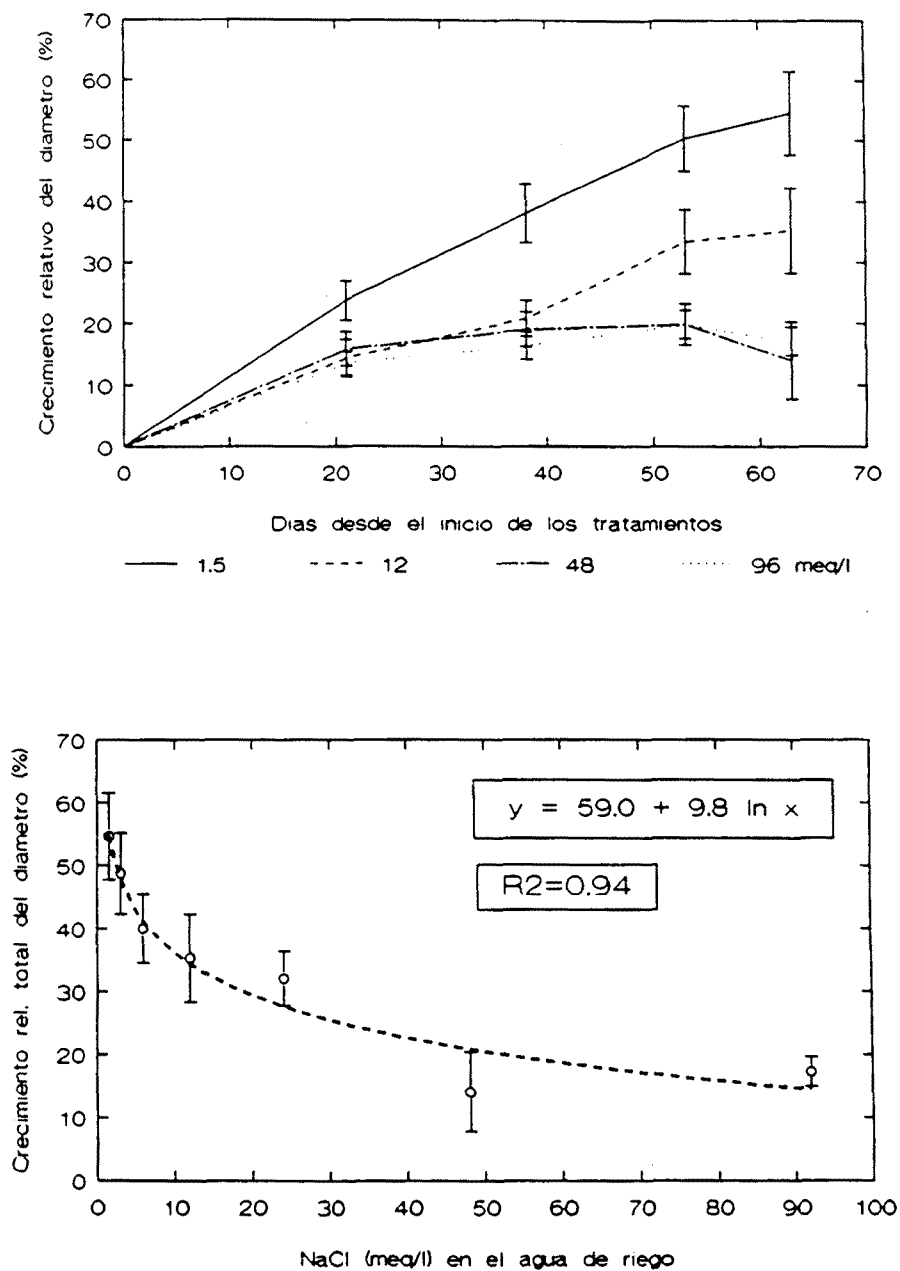 70
60
50
40
30
20
10
0
Crecimiento relativo del diametro (%)
0 10 20 30 40 50 60 70
Dias desde el inicio de los tratamientos
1.5 12 48 96 meq/l
70
60
50
40
30
20
10
0
Crecimiento rel. total del diametro (%)
y = 59.0 + 9.8 ln x
R2=0.94
0 10 20 30 40 50 60 70 80 90 100
NaCl (meq/l) en el agua de riego